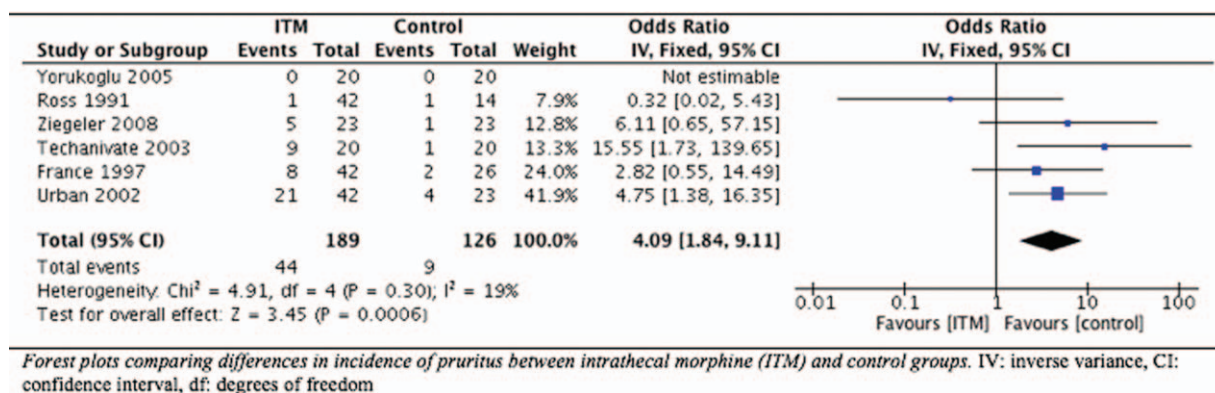 ITM Control Odds Ratio Odds Ratio
Study or Subgroup Events Total Events Total Weight IV, Fixed, 95% CI IV, Fixed, 95% CI
Yorukoglu 2005 0 20 0 20 Not estimable
Ross 1991 1 42 1 14 7.9% 0.32 [0.02, 5.43]
Ziegeler 2008 5 23 1 23 12.8% 6.11 [0.65, 57.15]
Techanivate 2003 9 20 1 20 13.3% 15.55 [1.73, 139.65]
France 1997 8 42 2 26 24.0% 2.82 [0.55, 14.49]
Urban 2002 21 42 4 23 41.9% 4.75 [1.38, 16.35]
Total (95% CI) 189 126 100.0% 4.09 [1.84, 9.11]
Total events 44 9
Heterogeneity: Chi² = 4.91, df = 4 (P = 0.30); I² = 19%
Test for overall effect: Z = 3.45 (P = 0.0006)
0.01 0.1 1 10 100
Favours [ITM] Favours [control]
Forest plots comparing differences in incidence of pruritus between intrathecal morphine (ITM) and control groups. IV: inverse variance, CI:
confidence interval, df: degrees of freedom